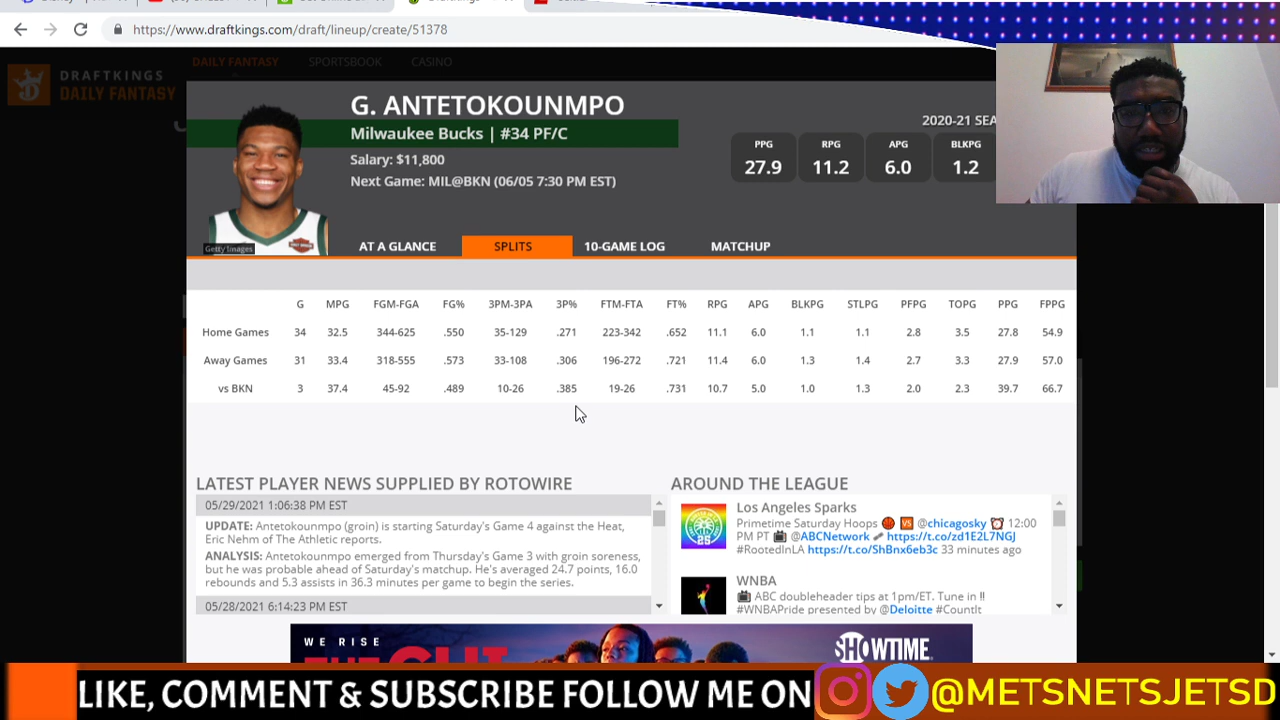 https://www.draftkings.com/draft/lineup/create/51378
DRAFTKINGS
DAILY FANTASY
DAILY FANTASY SPORTSBOOK CASINO
G. ANTETOKOUNMPO
Milwaukee Bucks | #34 PF/C
Salary: $11,800
Next Game: MIL@BKN (06/05 7:30 PM EST)
2020-21 SEA
PPG RPG APG BLKPG
27.9 11.2 6.0 1.2
Getty Images
AT A GLANCE SPLITS 10-GAME LOG MATCHUP
G MPG FGM-FGA FG% 3PM-3PA 3P% FTM-FTA FT% RPG APG BLKPG STLPG PFPG TOPG PPG FPPG
Home Games 34 32.5 344-625 .550 35-129 .271 223-342 .652 11.1 6.0 1.1 1.1 2.8 3.5 27.8 54.9
Away Games 31 33.4 318-555 .573 33-108 .306 196-272 .721 11.4 6.0 1.3 1.4 2.7 3.3 27.9 57.0
vs BKN 3 37.4 45-92 .489 10-26 .385 19-26 .731 10.7 5.0 1.0 1.3 2.0 2.3 39.7 66.7
LATEST PLAYER NEWS SUPPLIED BY ROTOWIRE
05/29/2021 1:06:38 PM EST
UPDATE: Antetokounmpo (groin) is starting Saturday's Game 4 against the Heat,
Eric Nehm of The Athletic reports.
ANALYSIS: Antetokounmpo emerged from Thursday's Game 3 with groin soreness,
but he was probable ahead of Saturday's matchup. He's averaged 24.7 points, 16.0
rebounds and 5.3 assists in 36.3 minutes per game to begin the series.
05/28/2021 6:14:23 PM EST
AROUND THE LEAGUE
Los Angeles Sparks
Primetime Saturday Hoops 🏀 🆚 @chicagosky ⏰ 12:00
PM PT 📺 @ABCNetwork 🔗 https://t.co/zd1E2L7NGJ
#RootedInLA https://t.co/ShBnx6eb3c 33 minutes ago
WNBA
📺 ABC doubleheader tips at 1pm/ET. Tune in ‼
#WNBAPride presented by @Deloitte #CountIt
WE RISE
SHOWTIME
LIKE, COMMENT & SUBSCRIBE FOLLOW ME ON @METSNETSJETSD